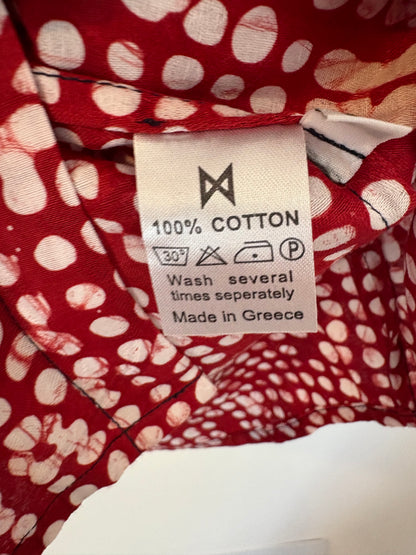 100% COTTON
30° P
Wash several
times seperately
Made in Greece